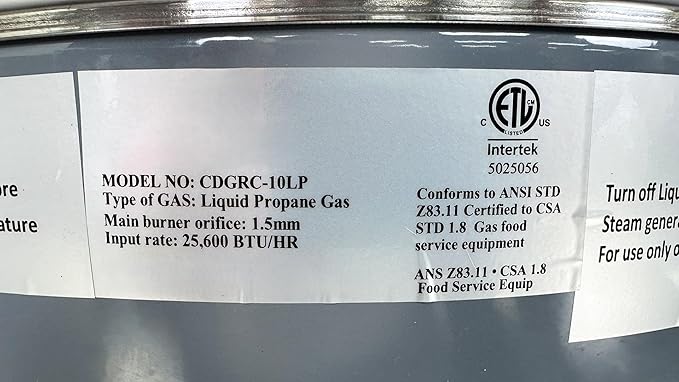 ore
ature
MODEL NO: CDGRC-10LP
Type of GAS: Liquid Propane Gas
Main burner orifice: 1.5mm
Input rate: 25,600 BTU/HR
C ETL CM US
LISTED
Intertek
5025056
Conforms to ANSI STD
Z83.11 Certified to CSA
STD 1.8 Gas food
service equipment
ANS Z83.11 • CSA 1.8
Food Service Equip
Turn off Liqu
Steam genera
For use only o